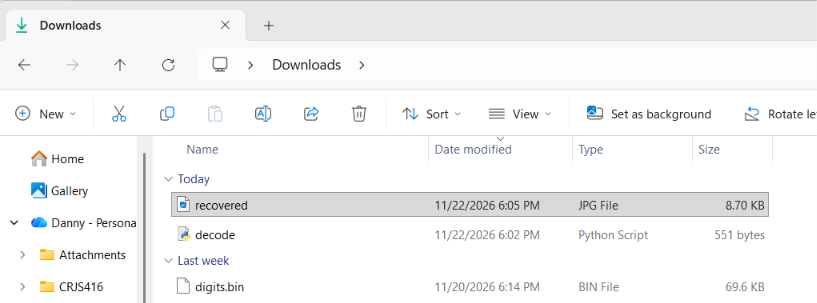 Downloads
Downloads
New
Sort
View
Set as background
Rotate le
Home
Gallery
Danny - Persona
Attachments
CRJS416
Name Date modified Type Size
Today
recovered 11/22/2026 6:05 PM JPG File 8.70 KB
decode 11/22/2026 6:02 PM Python Script 551 bytes
Last week
digits.bin 11/20/2026 6:14 PM BIN File 69.6 KB